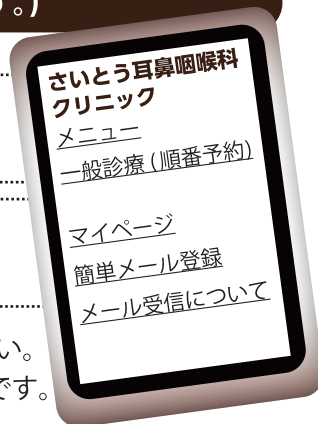 。)
さいとう耳鼻咽喉科
クリニック
メニュー
一般診療(順番予約)
マイページ
簡単メール登録
メール受信について
い。
です。